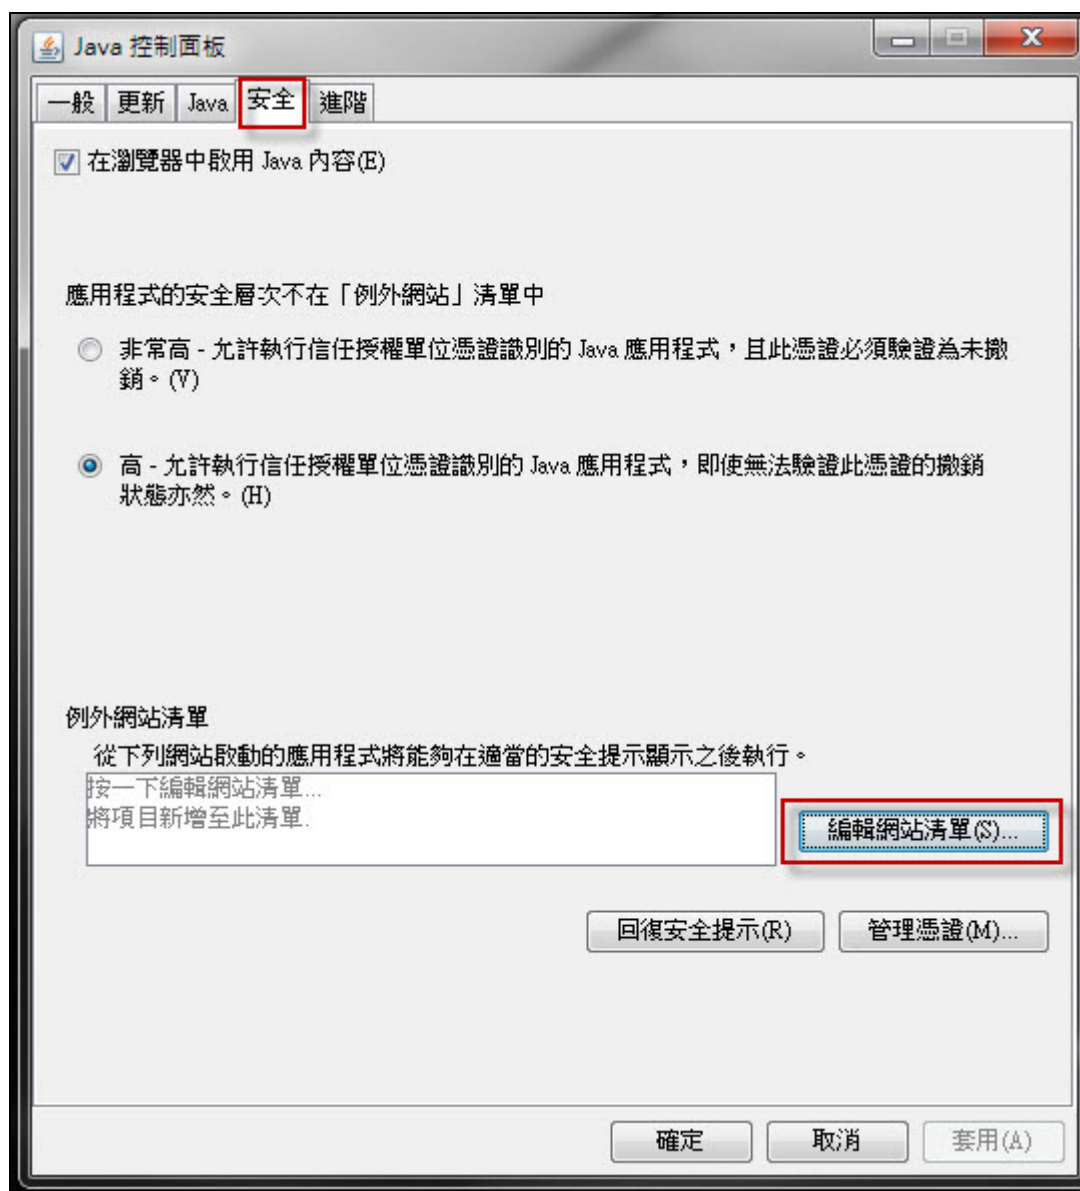 Java 控制面板
一般 更新 Java 安全 進階
在瀏覽器中啟用 Java 內容(E)
應用程式的安全層次不在「例外網站」清單中
非常高 - 允許執行信任授權單位憑證識別的 Java 應用程式，且此憑證必須驗證為未撤
銷。(V)
高 - 允許執行信任授權單位憑證識別的 Java 應用程式，即使無法驗證此憑證的撤銷
狀態亦然。(H)
例外網站清單
從下列網站啟動的應用程式將能夠在適當的安全提示顯示之後執行。
按一下編輯網站清單...
將項目新增至此清單.
編輯網站清單(S)...
回復安全提示(R) 管理憑證(M)...
確定 取消 套用(A)